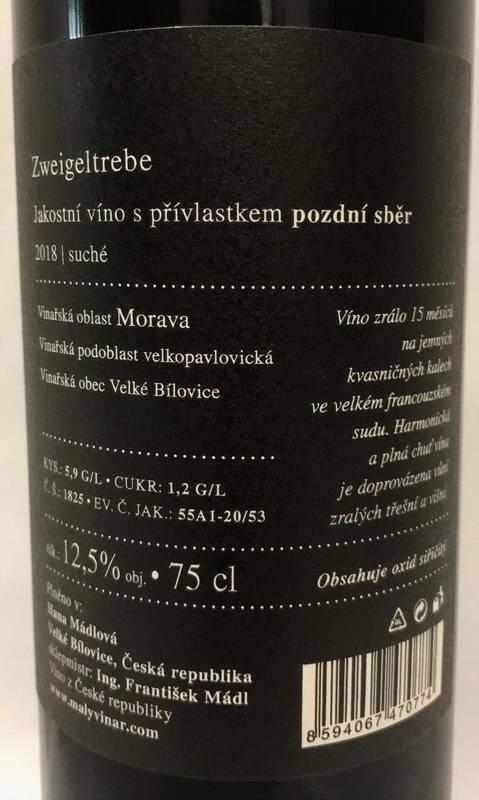 Zweigeltrebe
Jakostní víno s přívlastkem pozdní sběr
2018 | suché
Vinařská oblast Morava
Vinařská podoblast velkopavlovická
Vinařská obec Velké Bílovice
Víno zrálo 15 měsíců
na jemných
kvasničných kalech
ve velkém francouzském
sudu. Harmonická
a plná chuť vína
je doprovázena vůní
zralých třešní a višní.
KYS.: 5,9 G/L • CUKR: 1,2 G/L
Č. Š.: 1825 • EV. Č. JAK.: 55A1-20/53
Alk. 12,5% obj. • 75 cl
Obsahuje oxid siřičitý
Plněno v:
Hana Mádlová
Velké Bílovice, Česká republika
sklepmistr: Ing. František Mádl
Víno z České republiky
www.malyvinar.com
8 594067 470774